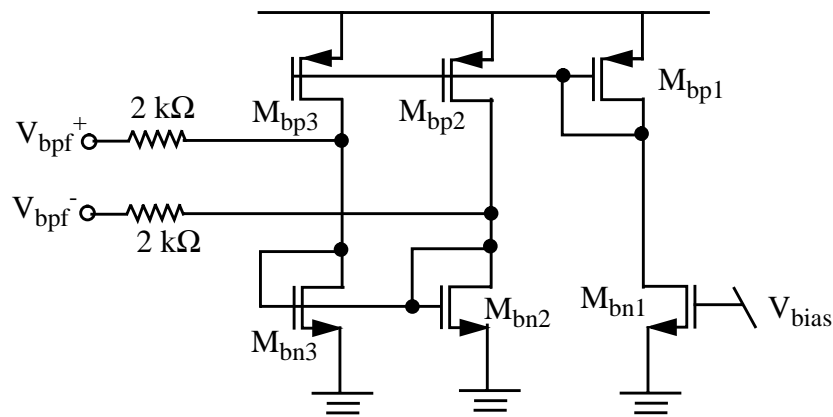 M_bp3
M_bp2
M_bp1
2 kΩ
V_bpf^+
V_bpf^-
2 kΩ
M_bn3
M_bn2
M_bn1
V_bias